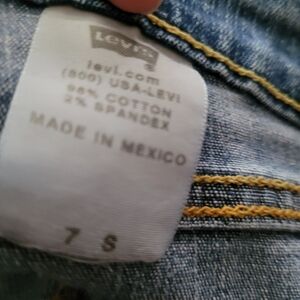 Levi's
levi.com
(800) USA-LEVI
98% COTTON
2% SPANDEX
MADE IN MEXICO
7 S